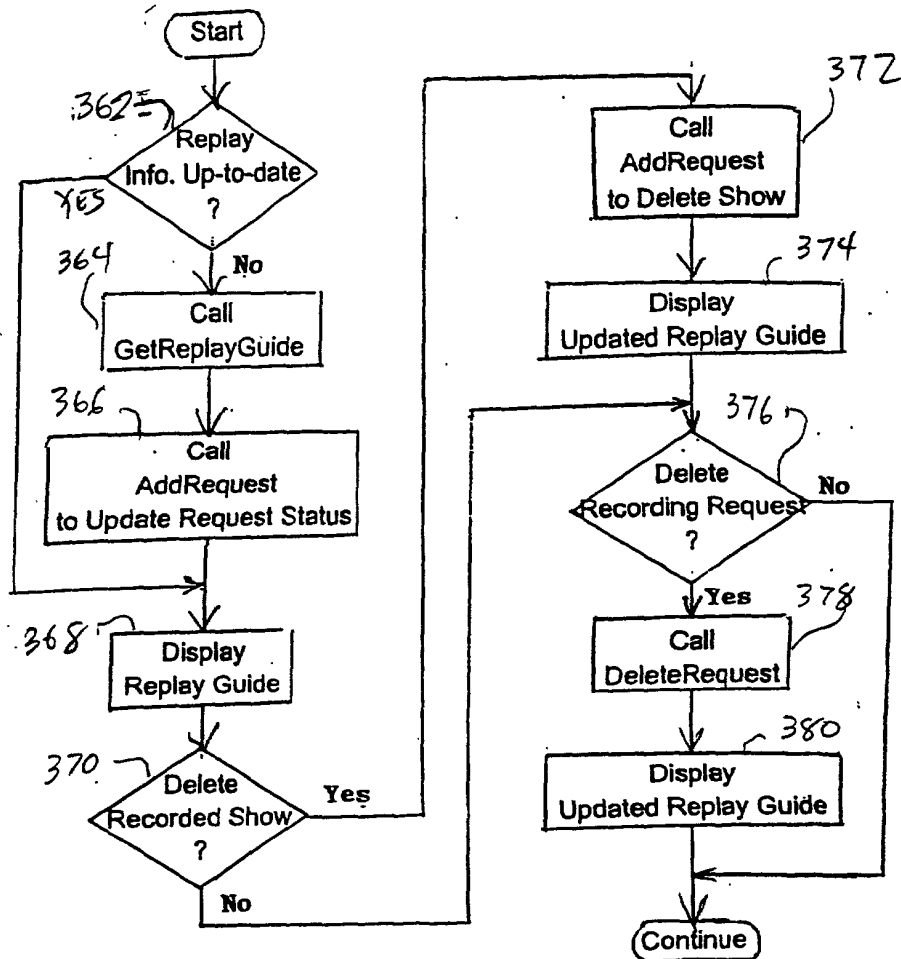 Start
362
Replay
Info. Up-to-date
?
YES
No
364
Call
GetReplayGuide
366
Call
AddRequest
to Update Request Status
368
Display
Replay Guide
370
Delete
Recorded Show
?
Yes
No
372
Call
AddRequest
to Delete Show
374
Display
Updated Replay Guide
376
Delete
Recording Request
?
No
Yes
378
Call
DeleteRequest
380
Display
Updated Replay Guide
Continue